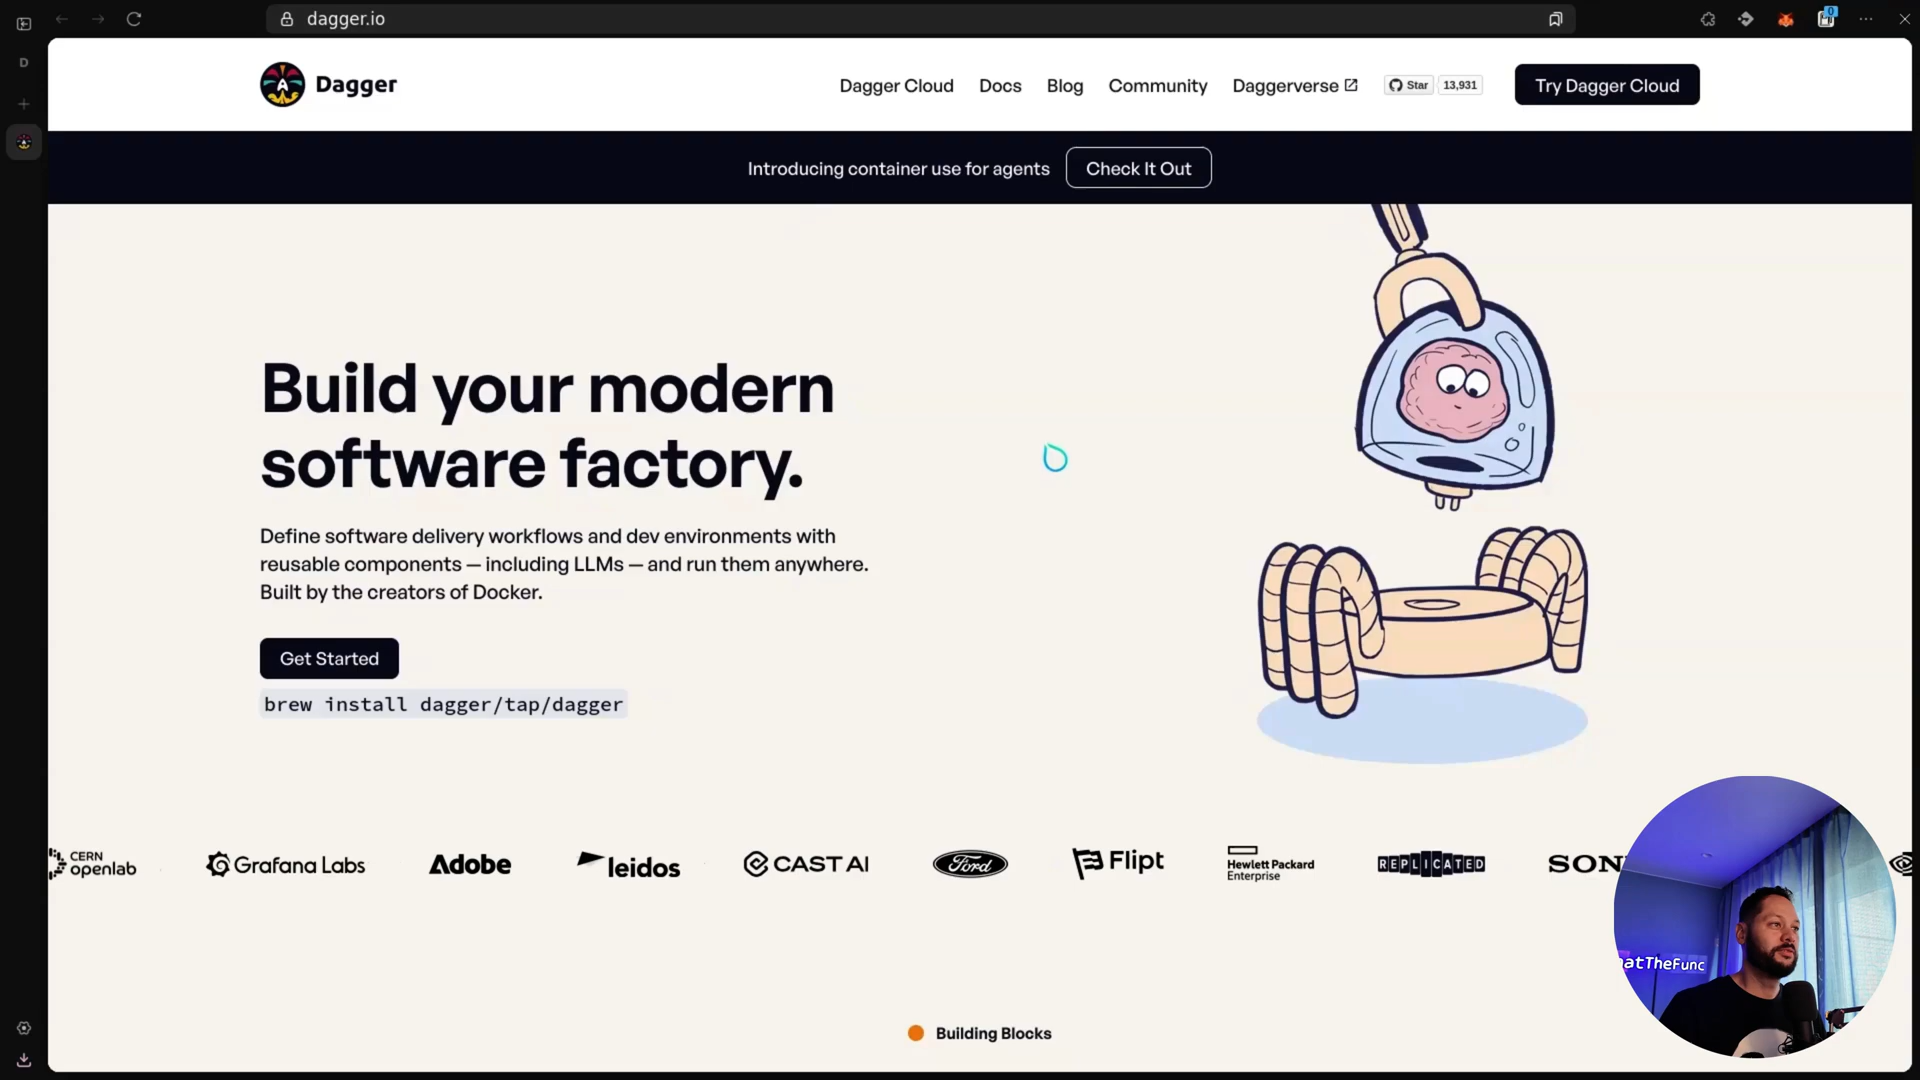 dagger.io
0
D
Dagger
Dagger Cloud
Docs
Blog
Community
Daggerverse
Star
13,931
Try Dagger Cloud
Introducing container use for agents
Check It Out
Build your modern
software factory.
Define software delivery workflows and dev environments with
reusable components — including LLMs — and run them anywhere.
Built by the creators of Docker.
Get Started
brew install dagger/tap/dagger
CERN
openlab
Grafana Labs
Adobe
leidos
CAST AI
Ford
Flipt
Hewlett Packard
Enterprise
REPLICATED
SON
atTheFunc
Building Blocks